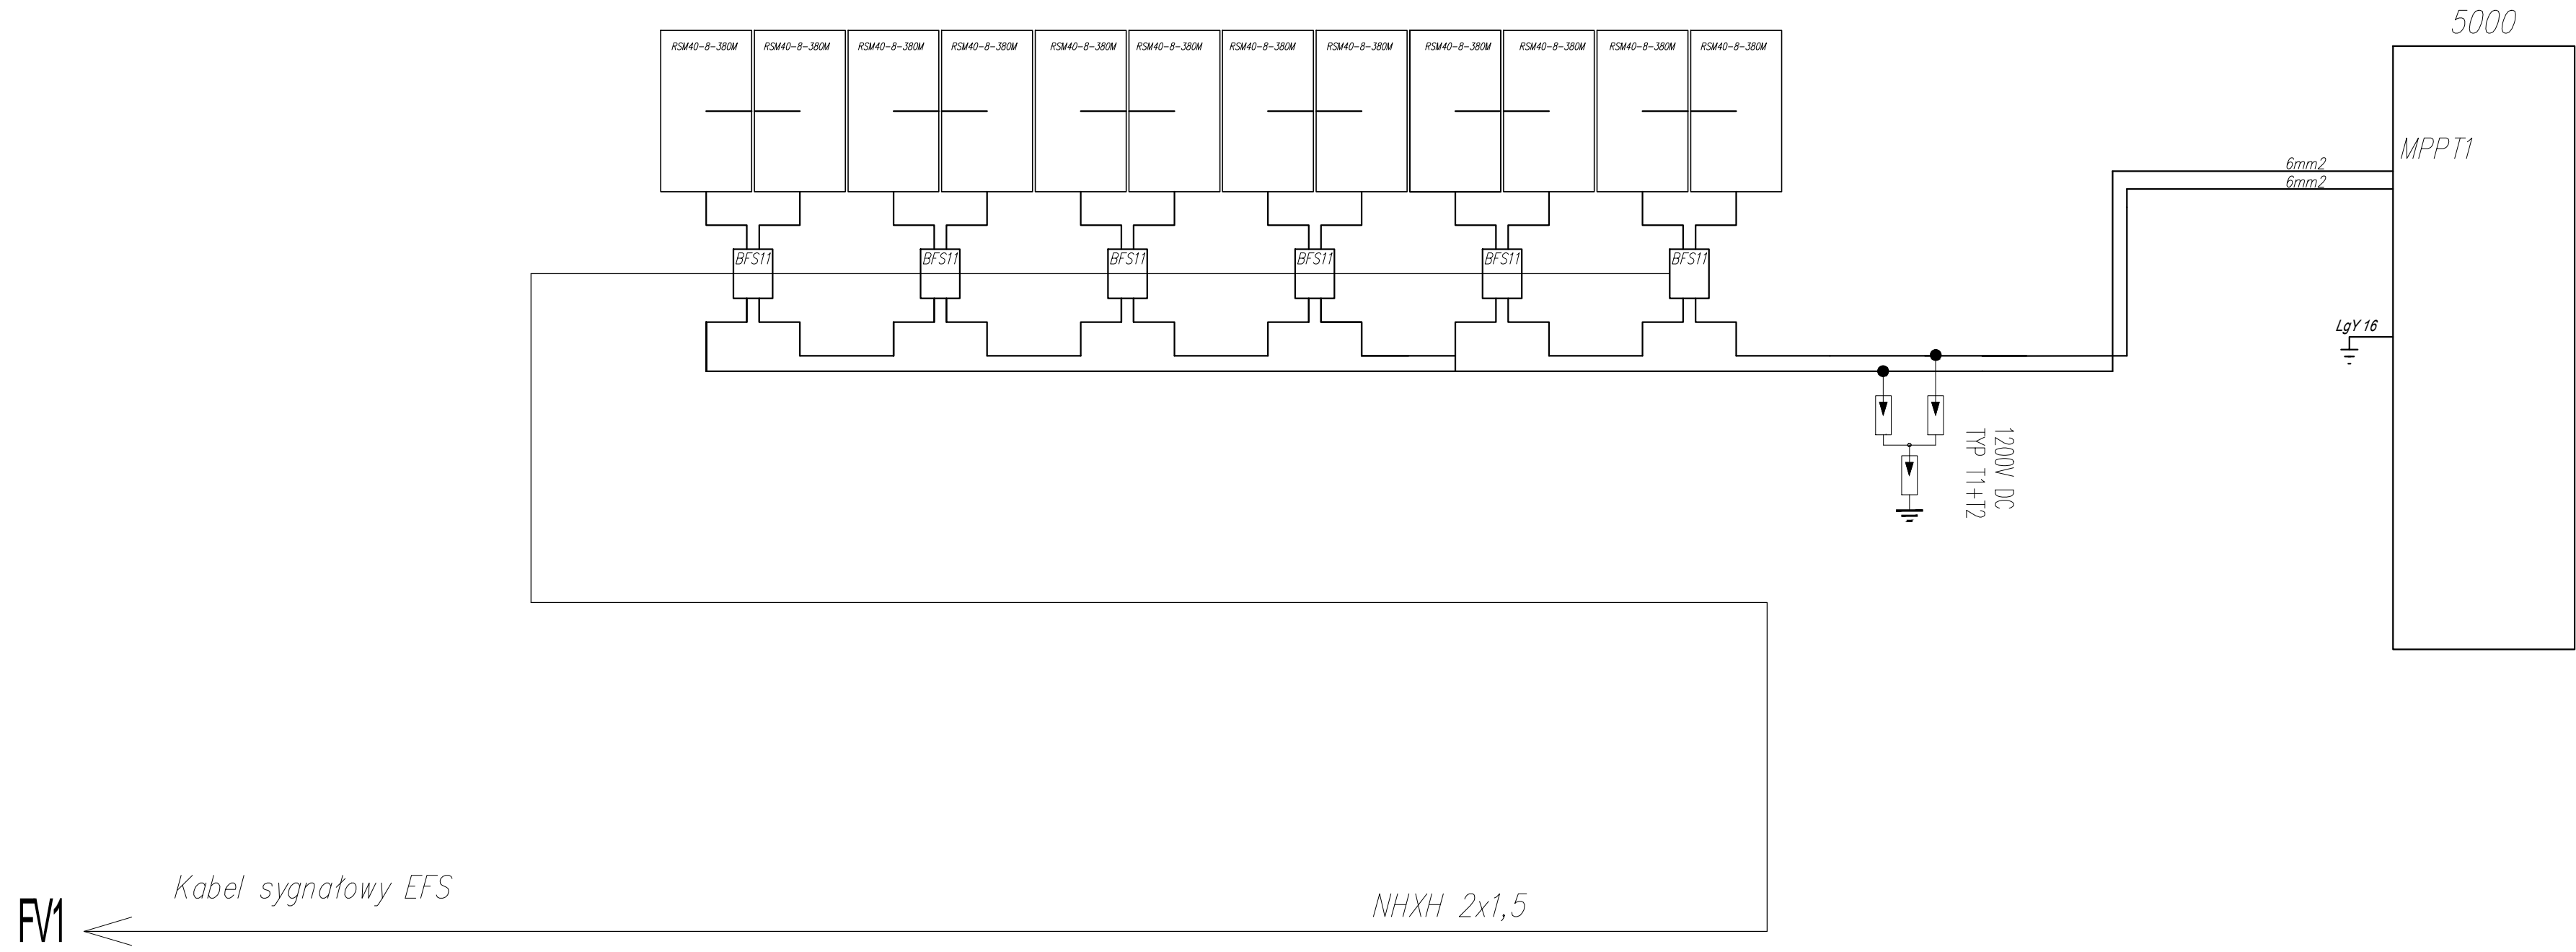 5000
RSM40-8-380M RSM40-8-380M RSM40-8-380M RSM40-8-380M RSM40-8-380M RSM40-8-380M RSM40-8-380M RSM40-8-380M RSM40-8-380M RSM40-8-380M RSM40-8-380M RSM40-8-380M
MPPT1
6mm2
6mm2
BFS11 BFS11 BFS11 BFS11 BFS11 BFS11
LgY 16
1200V DC
TYP T1+T2
Kabel sygnałowy EFS
NHXH 2x1,5
FV1